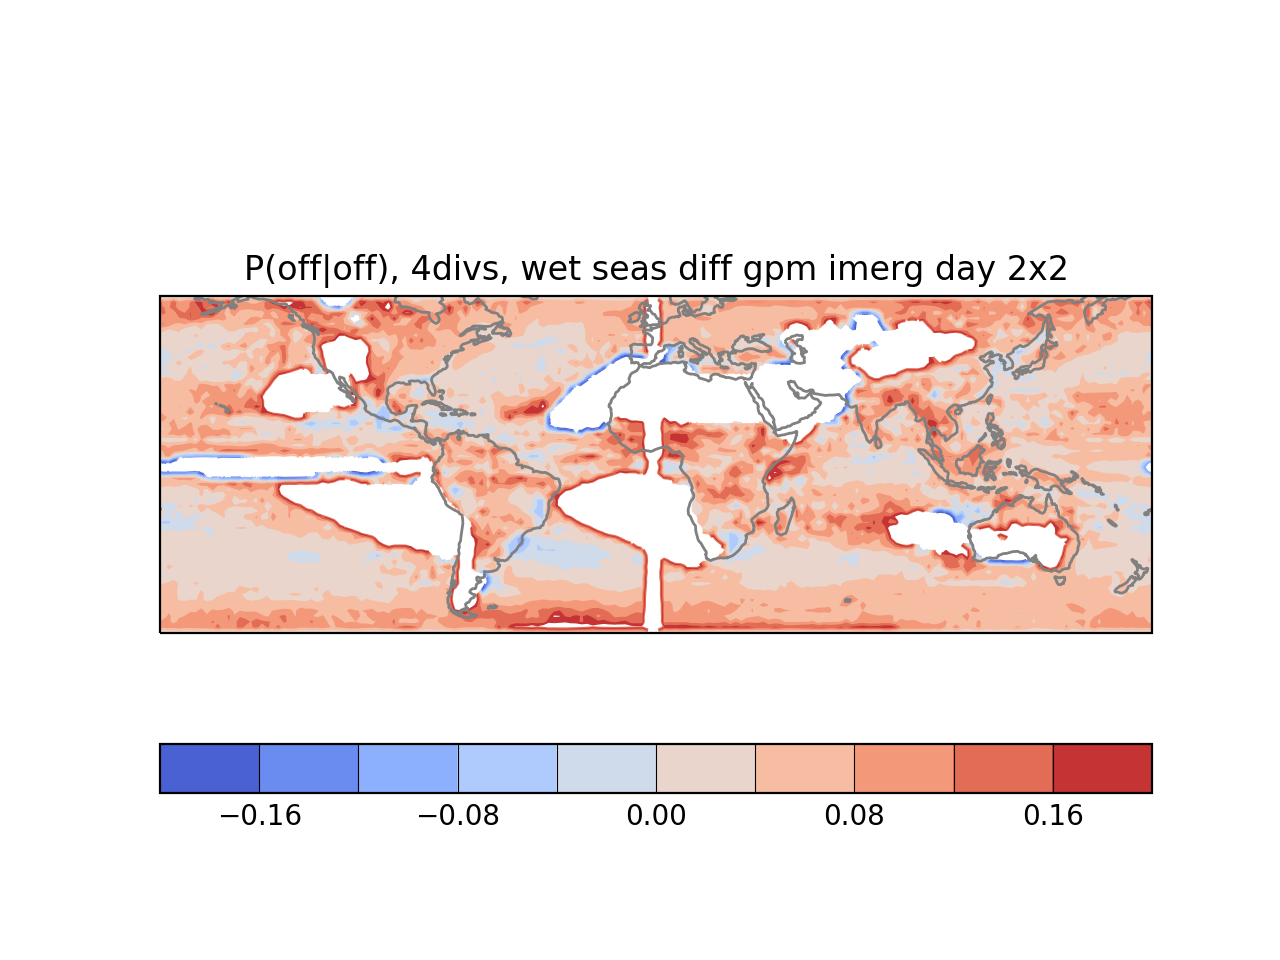 P(off|off), 4divs, wet seas diff gpm imerg day 2x2
−0.16 −0.08 0.00 0.08 0.16